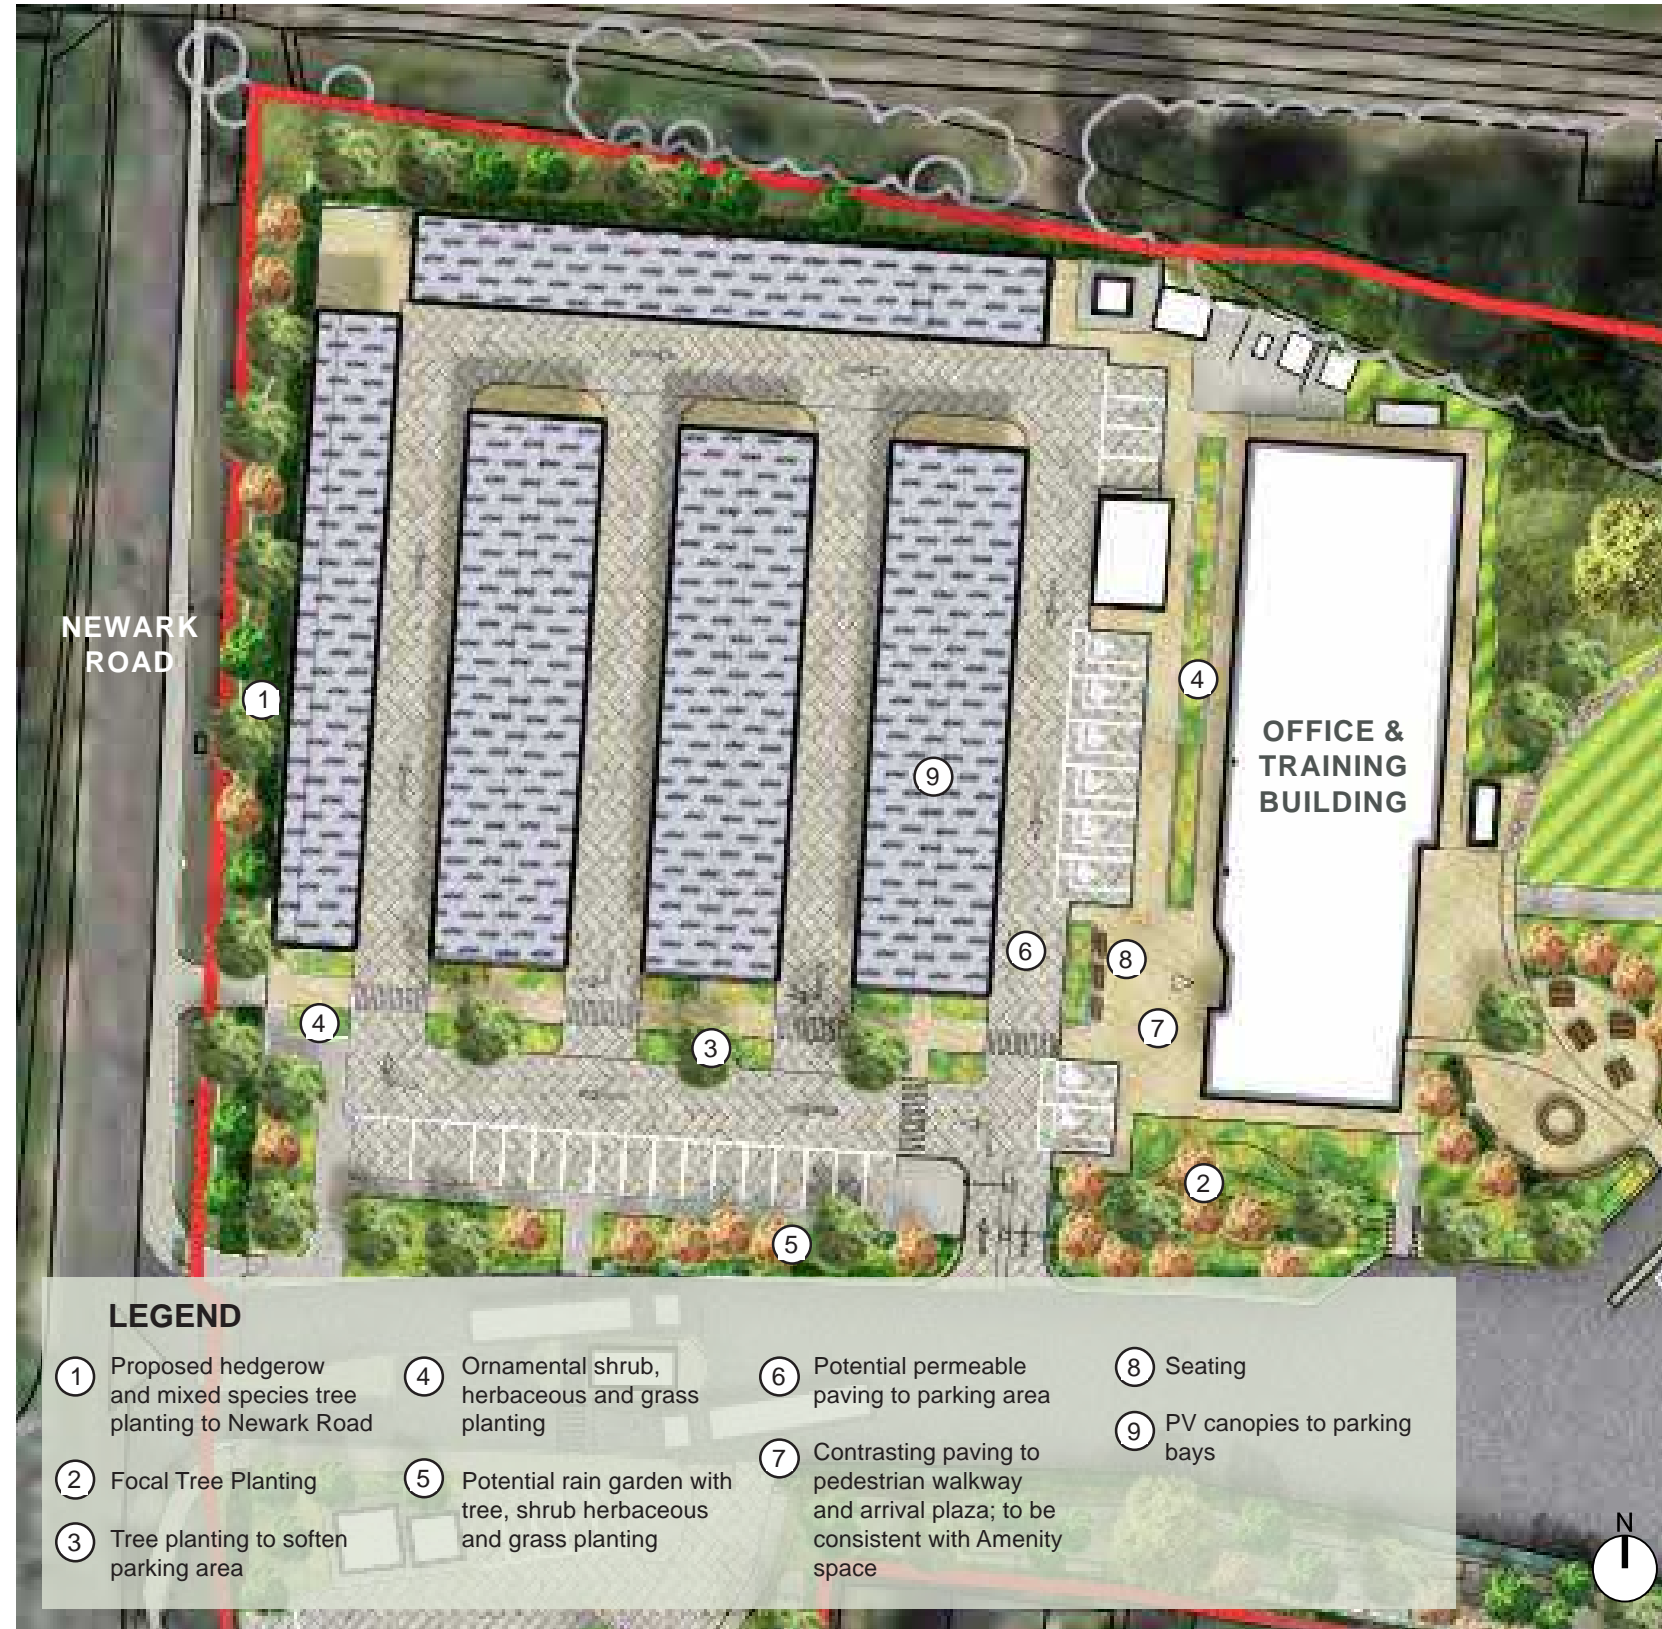 NEWARK
ROAD
1
4
9
OFFICE &
TRAINING
BUILDING
6
8
7
4
3
2
5
LEGEND
1 Proposed hedgerow
and mixed species tree
planting to Newark Road
2 Focal Tree Planting
3 Tree planting to soften
parking area
4 Ornamental shrub,
herbaceous and grass
planting
5 Potential rain garden with
tree, shrub herbaceous
and grass planting
6 Potential permeable
paving to parking area
7 Contrasting paving to
pedestrian walkway
and arrival plaza; to be
consistent with Amenity
space
8 Seating
9 PV canopies to parking
bays
N